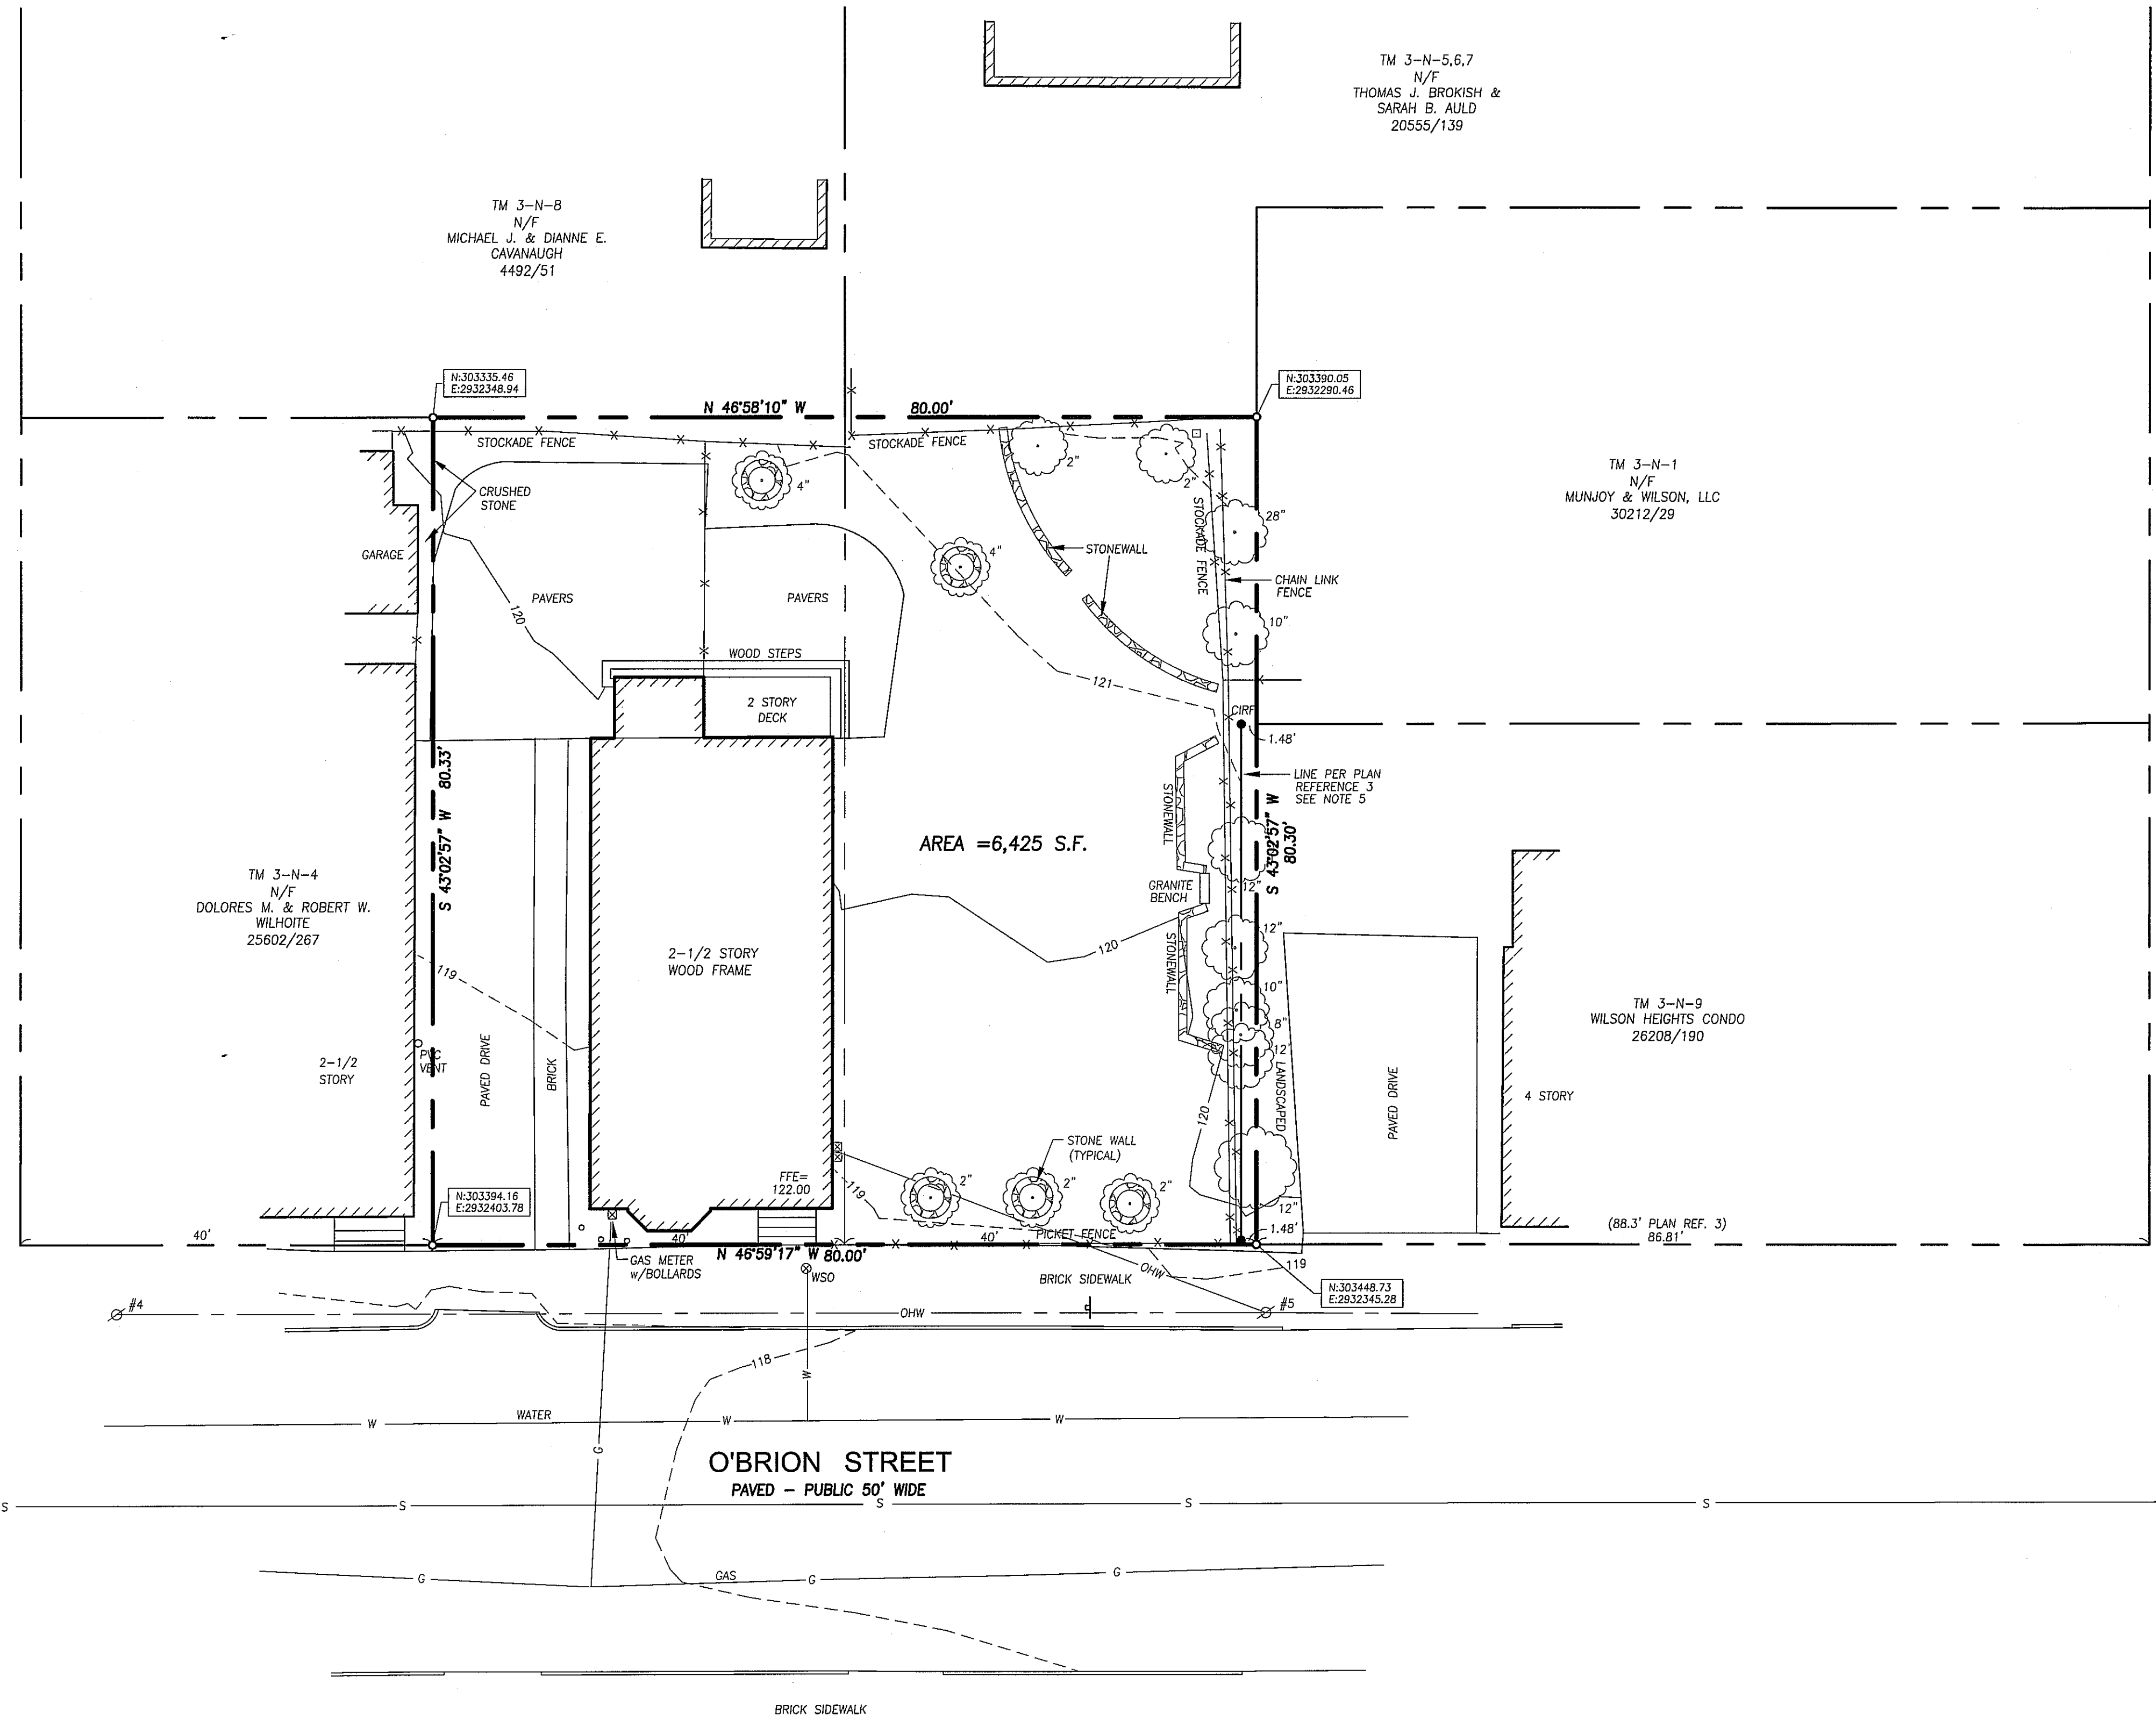 TM 3-N-5,6,7
N/F
THOMAS J. BROKISH &
SARAH B. AULD
20555/139
TM 3-N-8
N/F
MICHAEL J. & DIANNE E.
CAVANAUGH
4492/51
N:303335.46
E:2932348.94
N:303390.05
E:2932290.46
N 46°58'10" W 80.00'
STOCKADE FENCE
STOCKADE FENCE
2"
2"
4"
CRUSHED
STONE
TM 3-N-1
N/F
MUNJOY & WILSON, LLC
30212/29
28"
STOCKADE FENCE
GARAGE
4"
STONEWALL
CHAIN LINK
FENCE
PAVERS
PAVERS
120
10"
WOOD STEPS
121
2 STORY
DECK
CIRF
1.48'
LINE PER PLAN
REFERENCE 3
SEE NOTE 5
S 43°02'57" W 80.33'
STONEWALL
S 43°02'57" W
80.30'
AREA =6,425 S.F.
TM 3-N-4
N/F
DOLORES M. & ROBERT W.
WILHOITE
25602/267
GRANITE
BENCH
12"
12"
120
STONEWALL
2-1/2 STORY
WOOD FRAME
119
10"
8"
12"
TM 3-N-9
WILSON HEIGHTS CONDO
26208/190
2-1/2
STORY
PVC
VENT
PAVED DRIVE
BRICK
LANDSCAPED
PAVED DRIVE
4 STORY
120
STONE WALL
(TYPICAL)
FFE=
122.00
119
2"
2"
2"
12"
N:303394.16
E:2932403.78
40'
40'
40'
PICKET FENCE
1.48'
(88.3' PLAN REF. 3)
86.81'
N 46°59'17" W 80.00'
GAS METER
w/BOLLARDS
WSO
BRICK SIDEWALK
OHW
119
N:303448.73
E:2932345.28
#4
OHW
#5
118
W
W
WATER
W
W
G
O'BRION STREET
PAVED - PUBLIC 50' WIDE
S
S
S
S
S
G
GAS
G
G
BRICK SIDEWALK